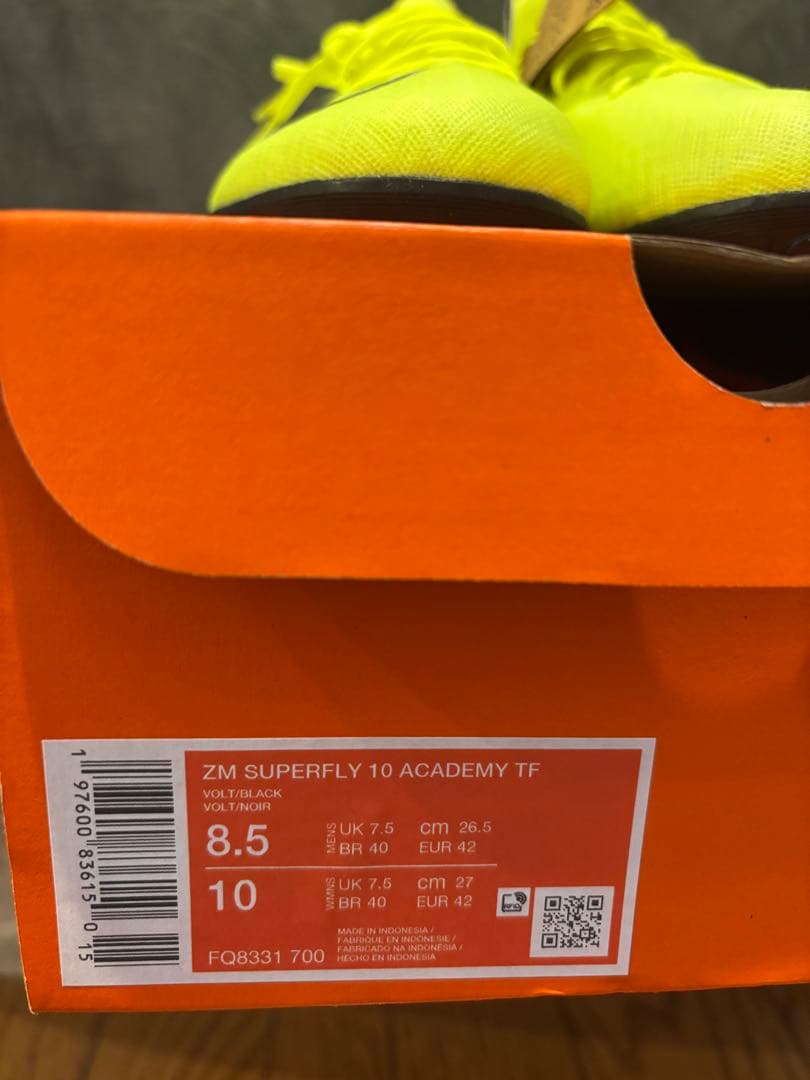 ZM SUPERFLY 10 ACADEMY TF
VOLT/BLACK
VOLT/NOIR
8.5 MENS UK 7.5 cm 26.5
BR 40 EUR 42
10 WMNS UK 7.5 cm 27
BR 40 EUR 42
RFID
FQ8331 700
MADE IN INDONESIA /
FABRIQUE EN INDONESIE /
FABRICADO NA INDONÉSIA /
HECHO EN INDONESIA
1 97600 83615 0 15